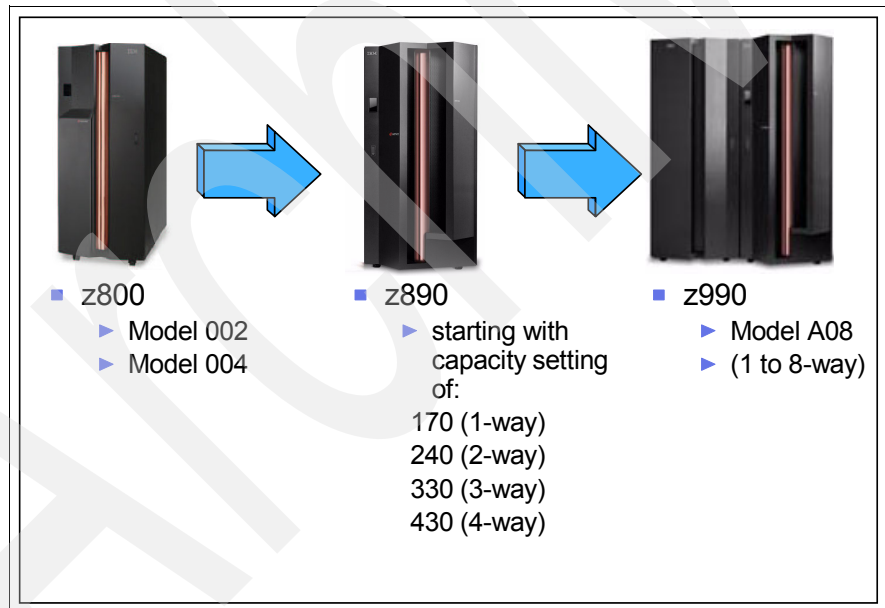 z800
Model 002
Model 004
z890
starting with
capacity setting
of:
170 (1-way)
240 (2-way)
330 (3-way)
430 (4-way)
z990
Model A08
(1 to 8-way)